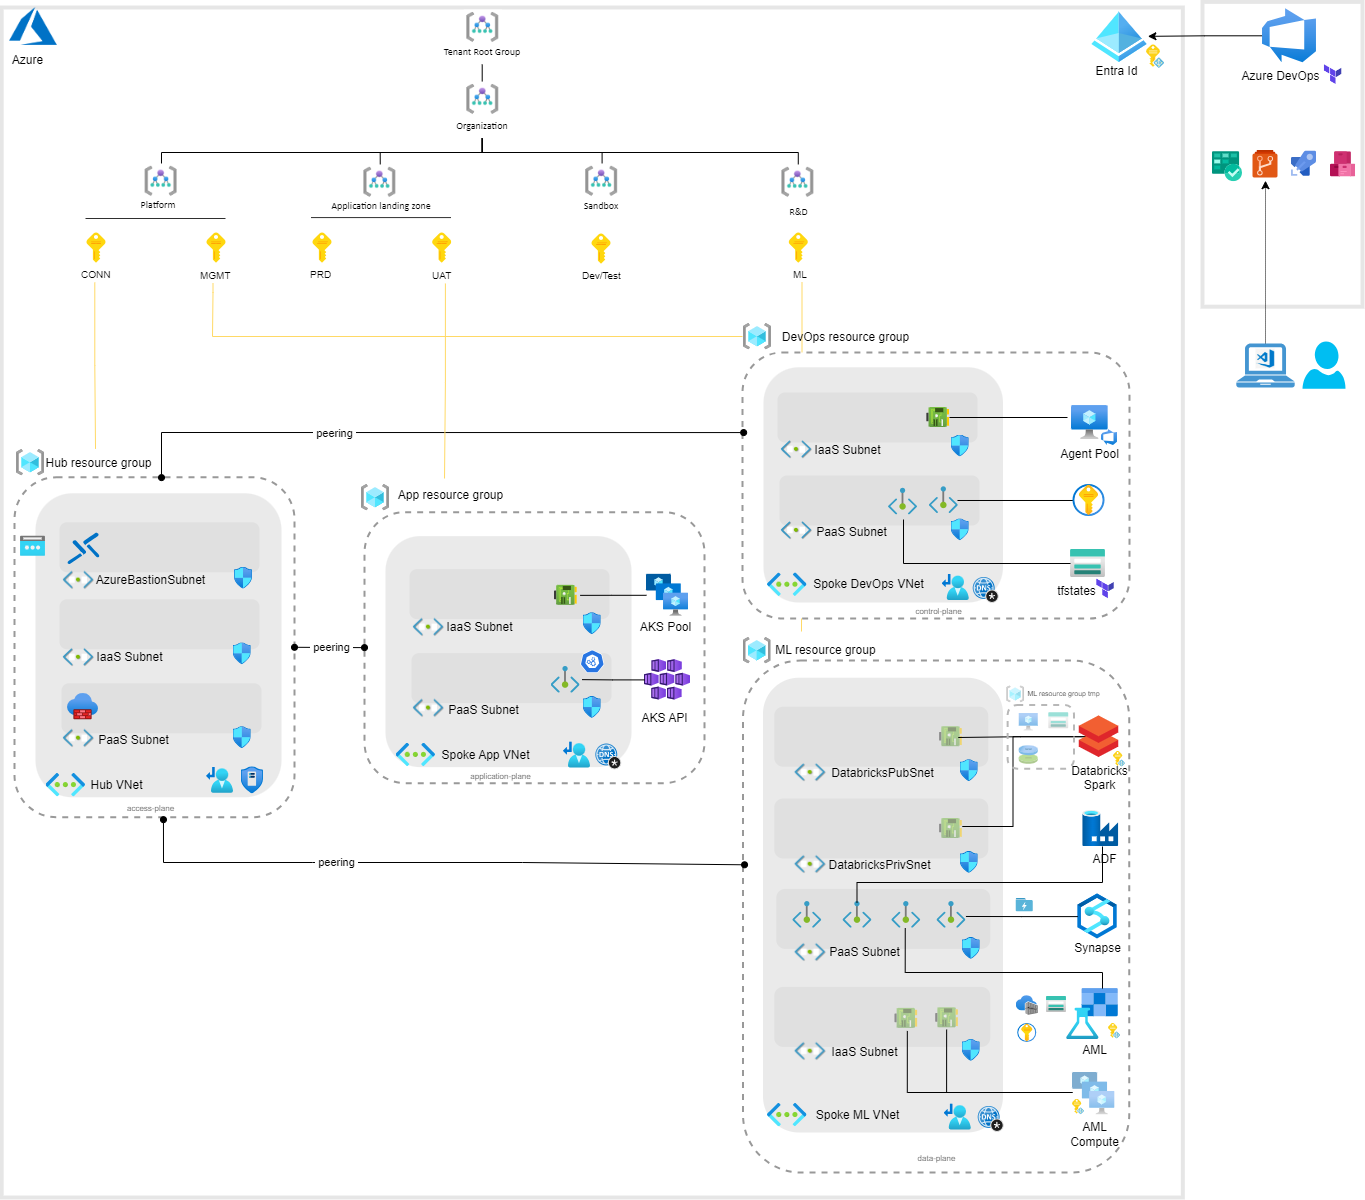 Azure
Tenant Root Group
Organization
Platform
Application landing zone
Sandbox
R&D
CONN
MGMT
PRD
UAT
Dev/Test
ML
Entra Id
Azure DevOps
DevOps resource group
IaaS Subnet
Agent Pool
PaaS Subnet
tfstates
Spoke DevOps VNet
DNS
control-plane
peering
Hub resource group
AzureBastionSubnet
IaaS Subnet
PaaS Subnet
Hub VNet
access-plane
peering
App resource group
IaaS Subnet
AKS Pool
PaaS Subnet
AKS API
Spoke App VNet
DNS
application-plane
peering
ML resource group
ML resource group tmp
DatabricksPubSnet
Databricks
Spark
DatabricksPrivSnet
ADF
PaaS Subnet
Synapse
IaaS Subnet
AML
Spoke ML VNet
DNS
AML
Compute
data-plane